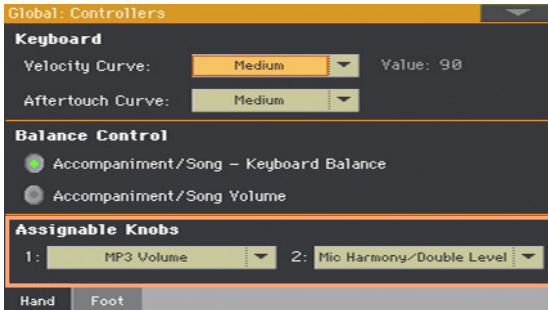 Global: Controllers
Keyboard
Velocity Curve: Medium Value: 90
Aftertouch Curve: Medium
Balance Control
Accompaniment/Song - Keyboard Balance
Accompaniment/Song Volume
Assignable Knobs
1: MP3 Volume 2: Mic Harmony/Double Level
Hand Foot